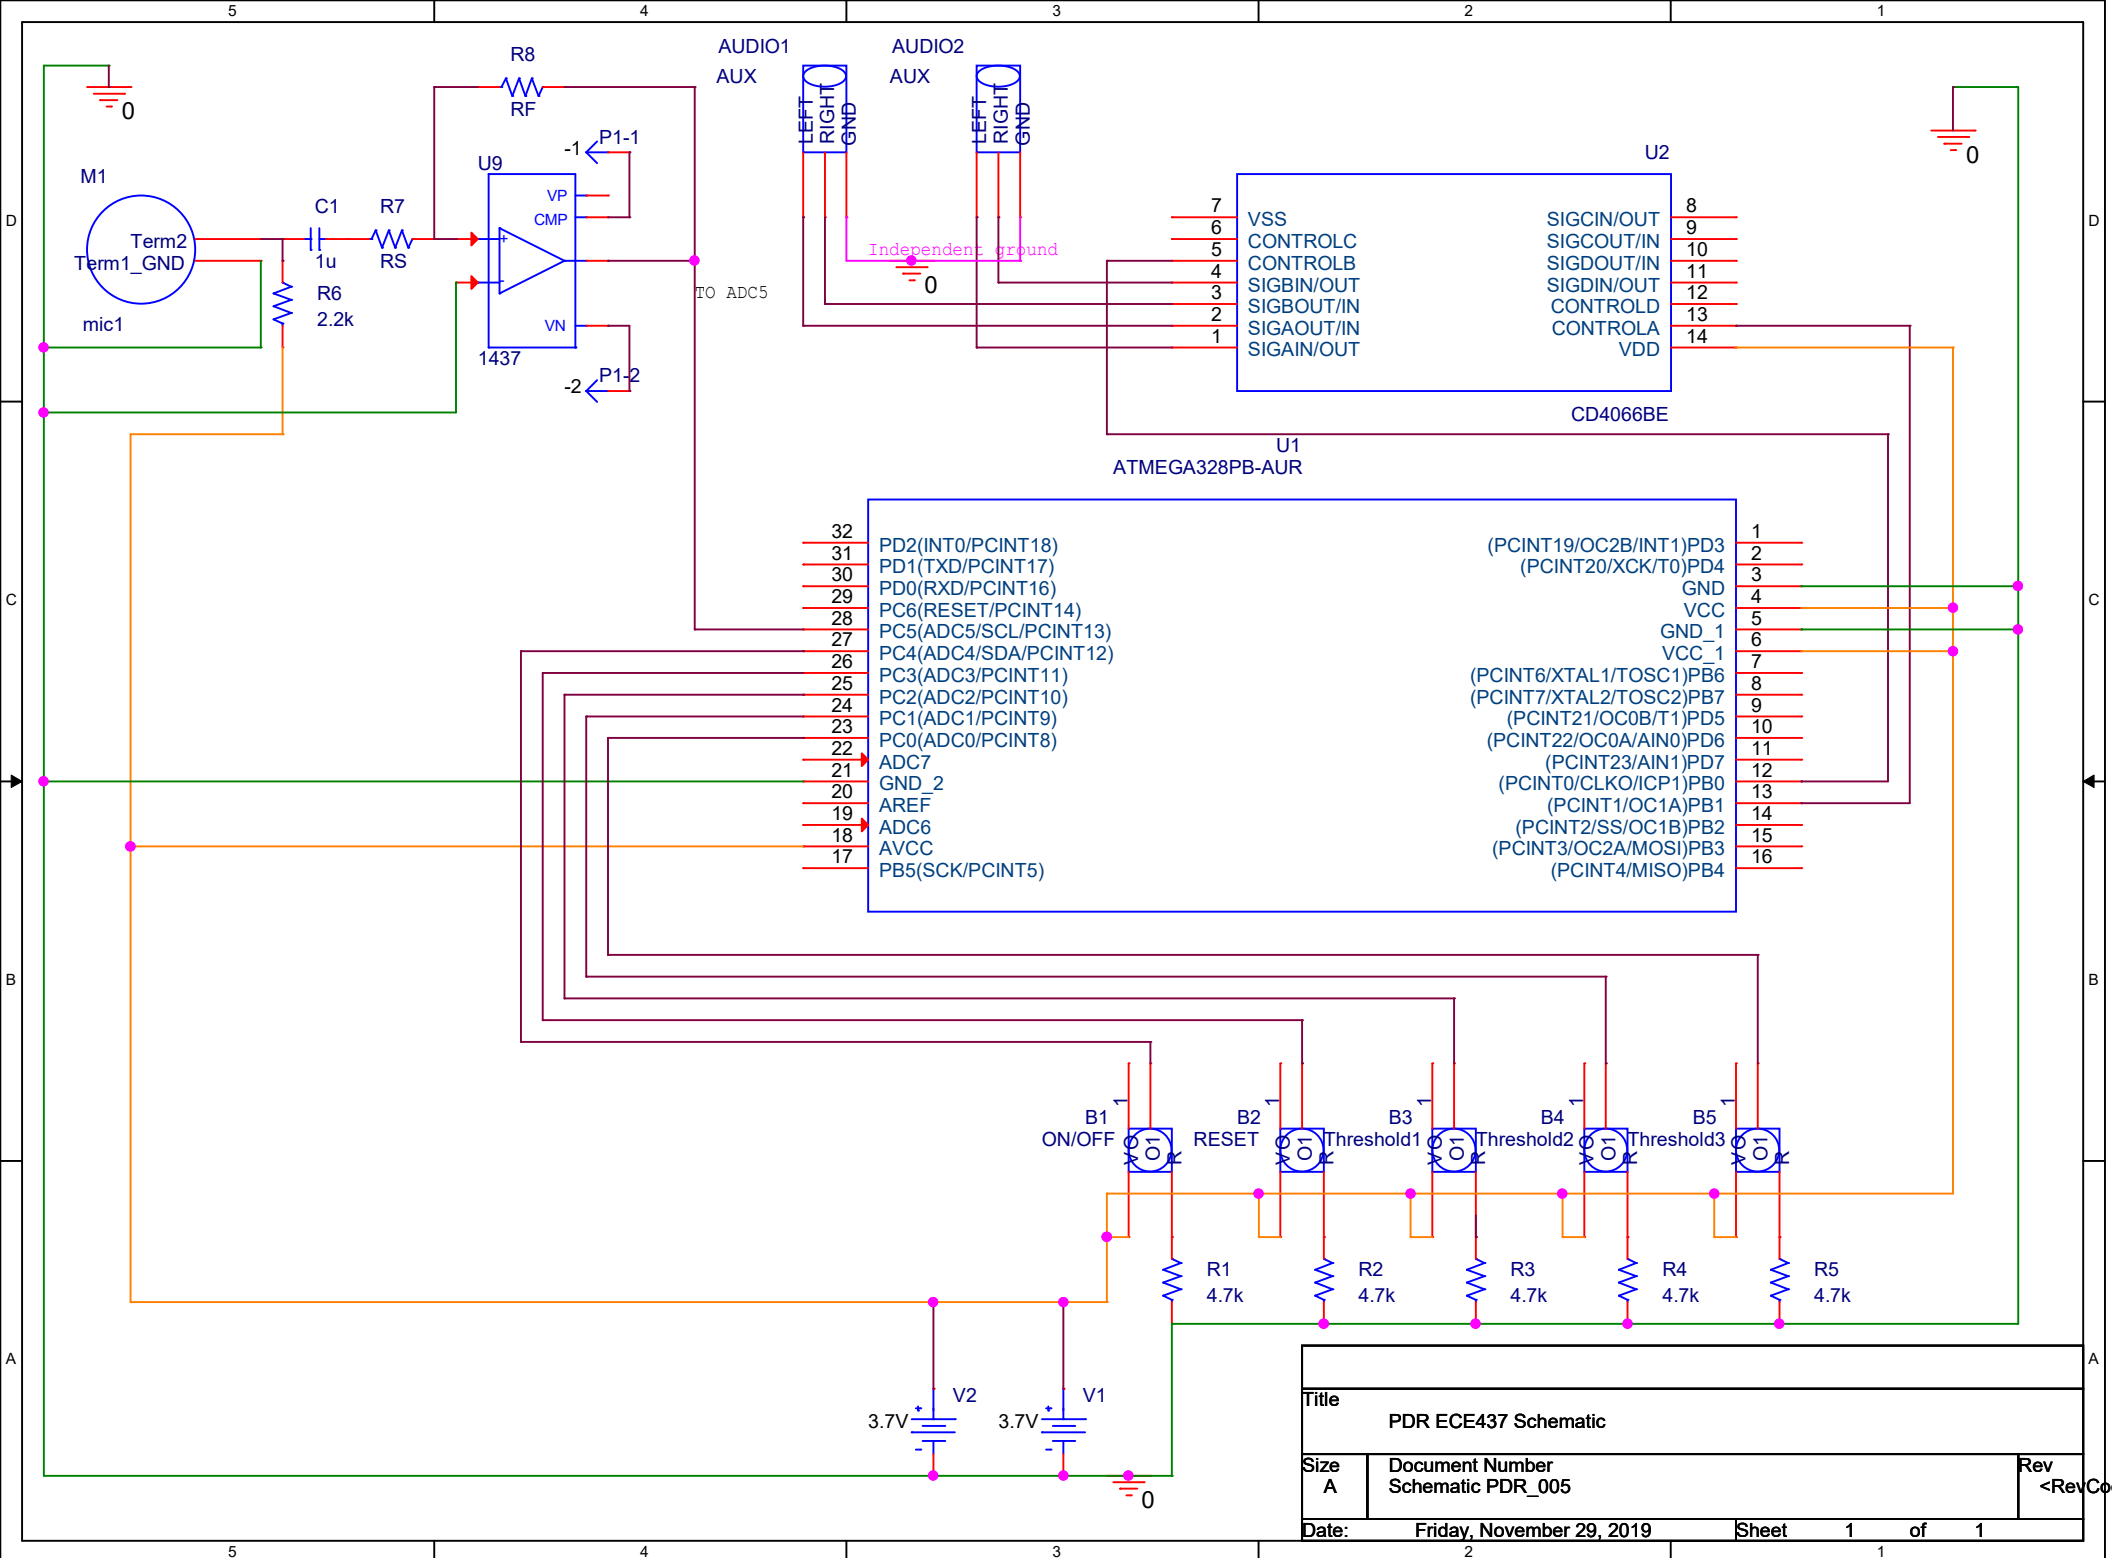 5 4 3 2 1
D
C
B
A
D
C
B
A
0
R8
RF
AUDIO1
AUX
LEFT
RIGHT
GND
AUDIO2
AUX
LEFT
RIGHT
GND
Independent ground
0
0
M1
Term2
Term1_GND
mic1
C1
1u
R7
RS
R6
2.2k
U9
VP
CMP
+
-
VN
1437
-1 P1-1
-2 P1-2
TO ADC5
U2
7 VSS
6 CONTROLC
5 CONTROLB
4 SIGBIN/OUT
3 SIGBOUT/IN
2 SIGAOUT/IN
1 SIGAIN/OUT
SIGCIN/OUT 8
SIGCOUT/IN 9
SIGDOUT/IN 10
SIGDIN/OUT 11
CONTROLD 12
CONTROLA 13
VDD 14
CD4066BE
U1
ATMEGA328PB-AUR
32 PD2(INT0/PCINT18)
31 PD1(TXD/PCINT17)
30 PD0(RXD/PCINT16)
29 PC6(RESET/PCINT14)
28 PC5(ADC5/SCL/PCINT13)
27 PC4(ADC4/SDA/PCINT12)
26 PC3(ADC3/PCINT11)
25 PC2(ADC2/PCINT10)
24 PC1(ADC1/PCINT9)
23 PC0(ADC0/PCINT8)
22 ADC7
21 GND_2
20 AREF
19 ADC6
18 AVCC
17 PB5(SCK/PCINT5)
(PCINT19/OC2B/INT1)PD3 1
(PCINT20/XCK/T0)PD4 2
GND 3
VCC 4
GND_1 5
VCC_1 6
(PCINT6/XTAL1/TOSC1)PB6 7
(PCINT7/XTAL2/TOSC2)PB7 8
(PCINT21/OC0B/T1)PD5 9
(PCINT22/OC0A/AIN0)PD6 10
(PCINT23/AIN1)PD7 11
(PCINT0/CLKO/ICP1)PB0 12
(PCINT1/OC1A)PB1 13
(PCINT2/SS/OC1B)PB2 14
(PCINT3/OC2A/MOSI)PB3 15
(PCINT4/MISO)PB4 16
B1
ON/OFF
1
O1
R
B2
RESET
1
O1
R
B3
Threshold1
1
O1
R
B4
Threshold2
1
O1
R
B5
Threshold3
1
O1
R
R1
4.7k
R2
4.7k
R3
4.7k
R4
4.7k
R5
4.7k
V2
3.7V
+
-
V1
3.7V
+
-
0
Title
PDR ECE437 Schematic
Size
A
Document Number
Schematic PDR_005
Rev
Date: Friday, November 29, 2019 Sheet 1 of 1
5 4 3 2 1